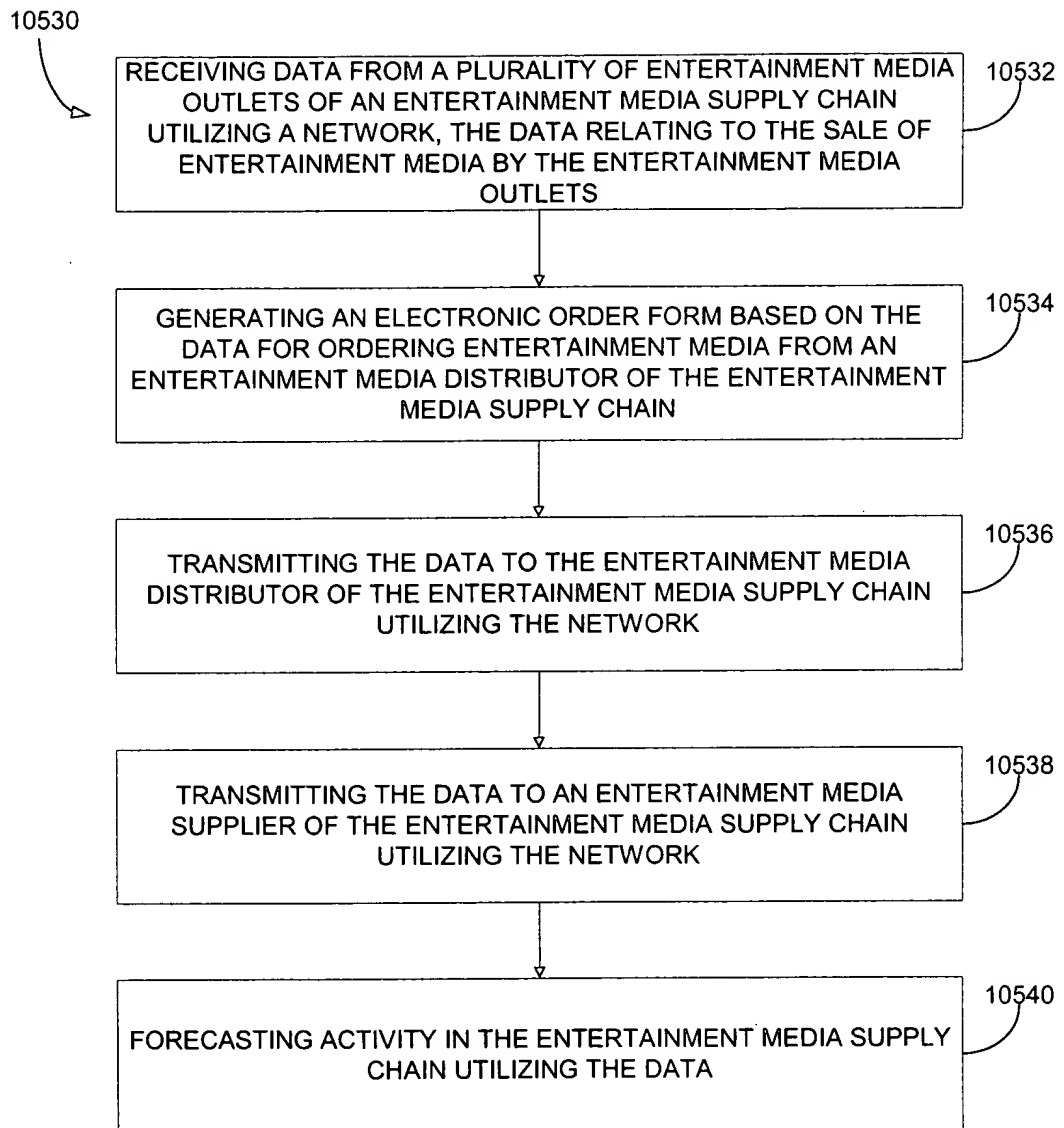 10530
RECEIVING DATA FROM A PLURALITY OF ENTERTAINMENT MEDIA
OUTLETS OF AN ENTERTAINMENT MEDIA SUPPLY CHAIN
UTILIZING A NETWORK, THE DATA RELATING TO THE SALE OF
ENTERTAINMENT MEDIA BY THE ENTERTAINMENT MEDIA
OUTLETS
10532
GENERATING AN ELECTRONIC ORDER FORM BASED ON THE
DATA FOR ORDERING ENTERTAINMENT MEDIA FROM AN
ENTERTAINMENT MEDIA DISTRIBUTOR OF THE ENTERTAINMENT
MEDIA SUPPLY CHAIN
10534
TRANSMITTING THE DATA TO THE ENTERTAINMENT MEDIA
DISTRIBUTOR OF THE ENTERTAINMENT MEDIA SUPPLY CHAIN
UTILIZING THE NETWORK
10536
TRANSMITTING THE DATA TO AN ENTERTAINMENT MEDIA
SUPPLIER OF THE ENTERTAINMENT MEDIA SUPPLY CHAIN
UTILIZING THE NETWORK
10538
FORECASTING ACTIVITY IN THE ENTERTAINMENT MEDIA SUPPLY
CHAIN UTILIZING THE DATA
10540